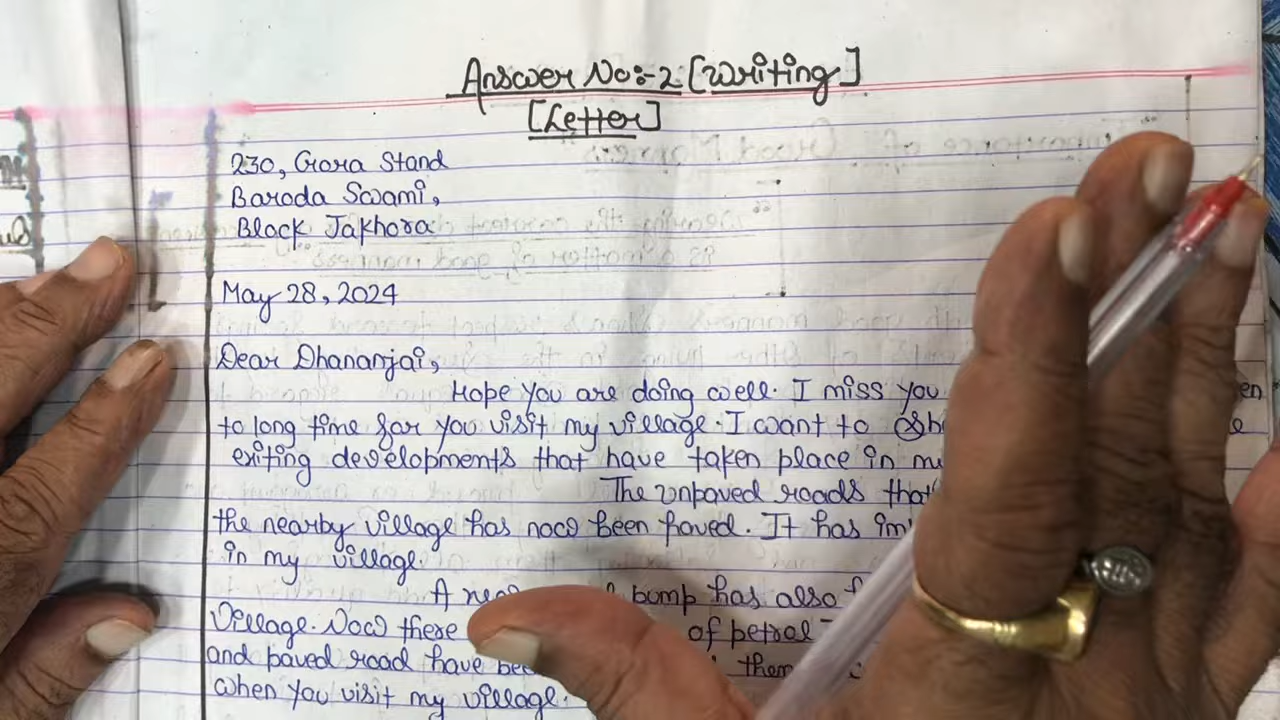 Answer No:-2 [Writing]
[Letter]
230, Gora Stand
Baroda Swami,
Block Jakhora
May 28, 2024
Dear Dhananjai,
Hope you are doing well. I miss you
to long time for you visit my village. I want to
exiting developments that have taken place in
The unpaved roads that
the nearby village has now been paved. It has
in my village.
A bump has also
Village. Now there of petrol
and paved road have
when you visit my village.